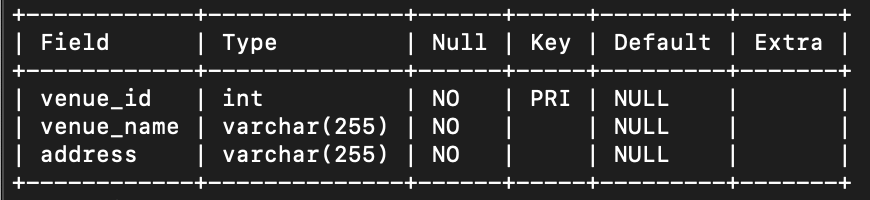 +------------+--------------+------+-----+---------+-------+
| Field      | Type         | Null | Key | Default | Extra |
+------------+--------------+------+-----+---------+-------+
| venue_id   | int          | NO   | PRI | NULL    |       |
| venue_name | varchar(255) | NO   |     | NULL    |       |
| address    | varchar(255) | NO   |     | NULL    |       |
+------------+--------------+------+-----+---------+-------+